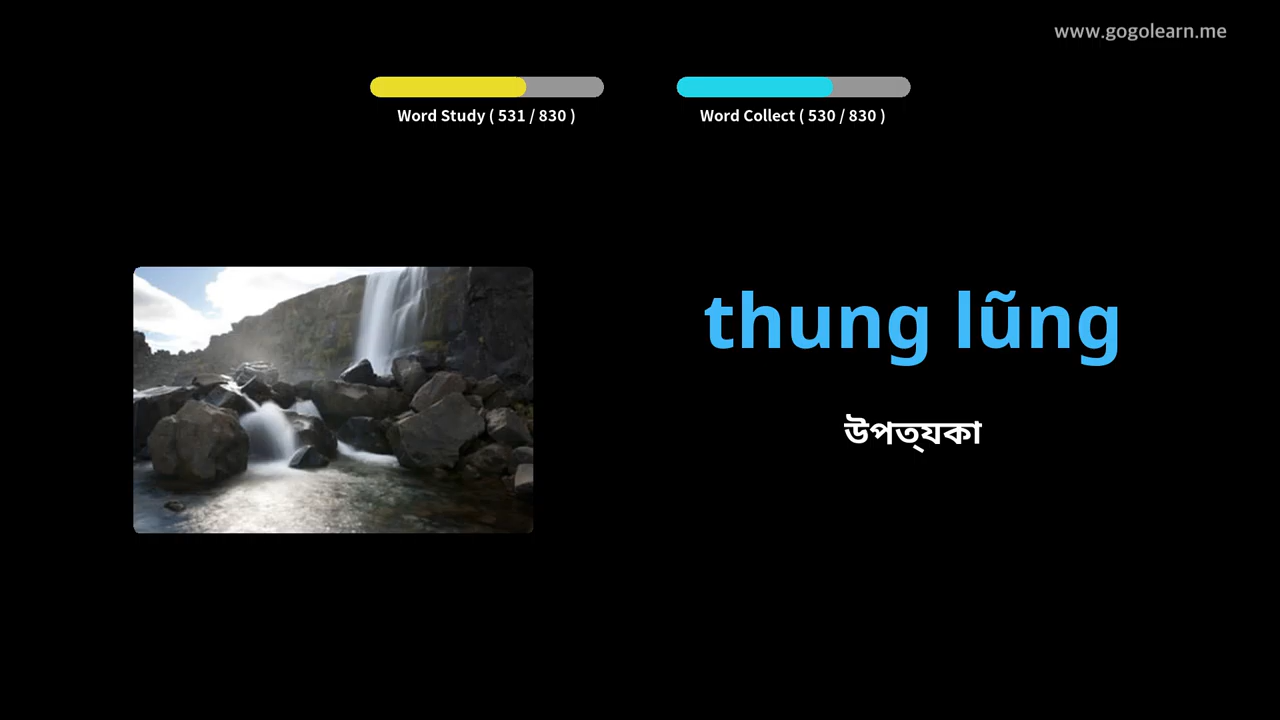 www.gogolearn.me
Word Study ( 531 / 830 )
Word Collect ( 530 / 830 )
thung lũng
উপত্যকা